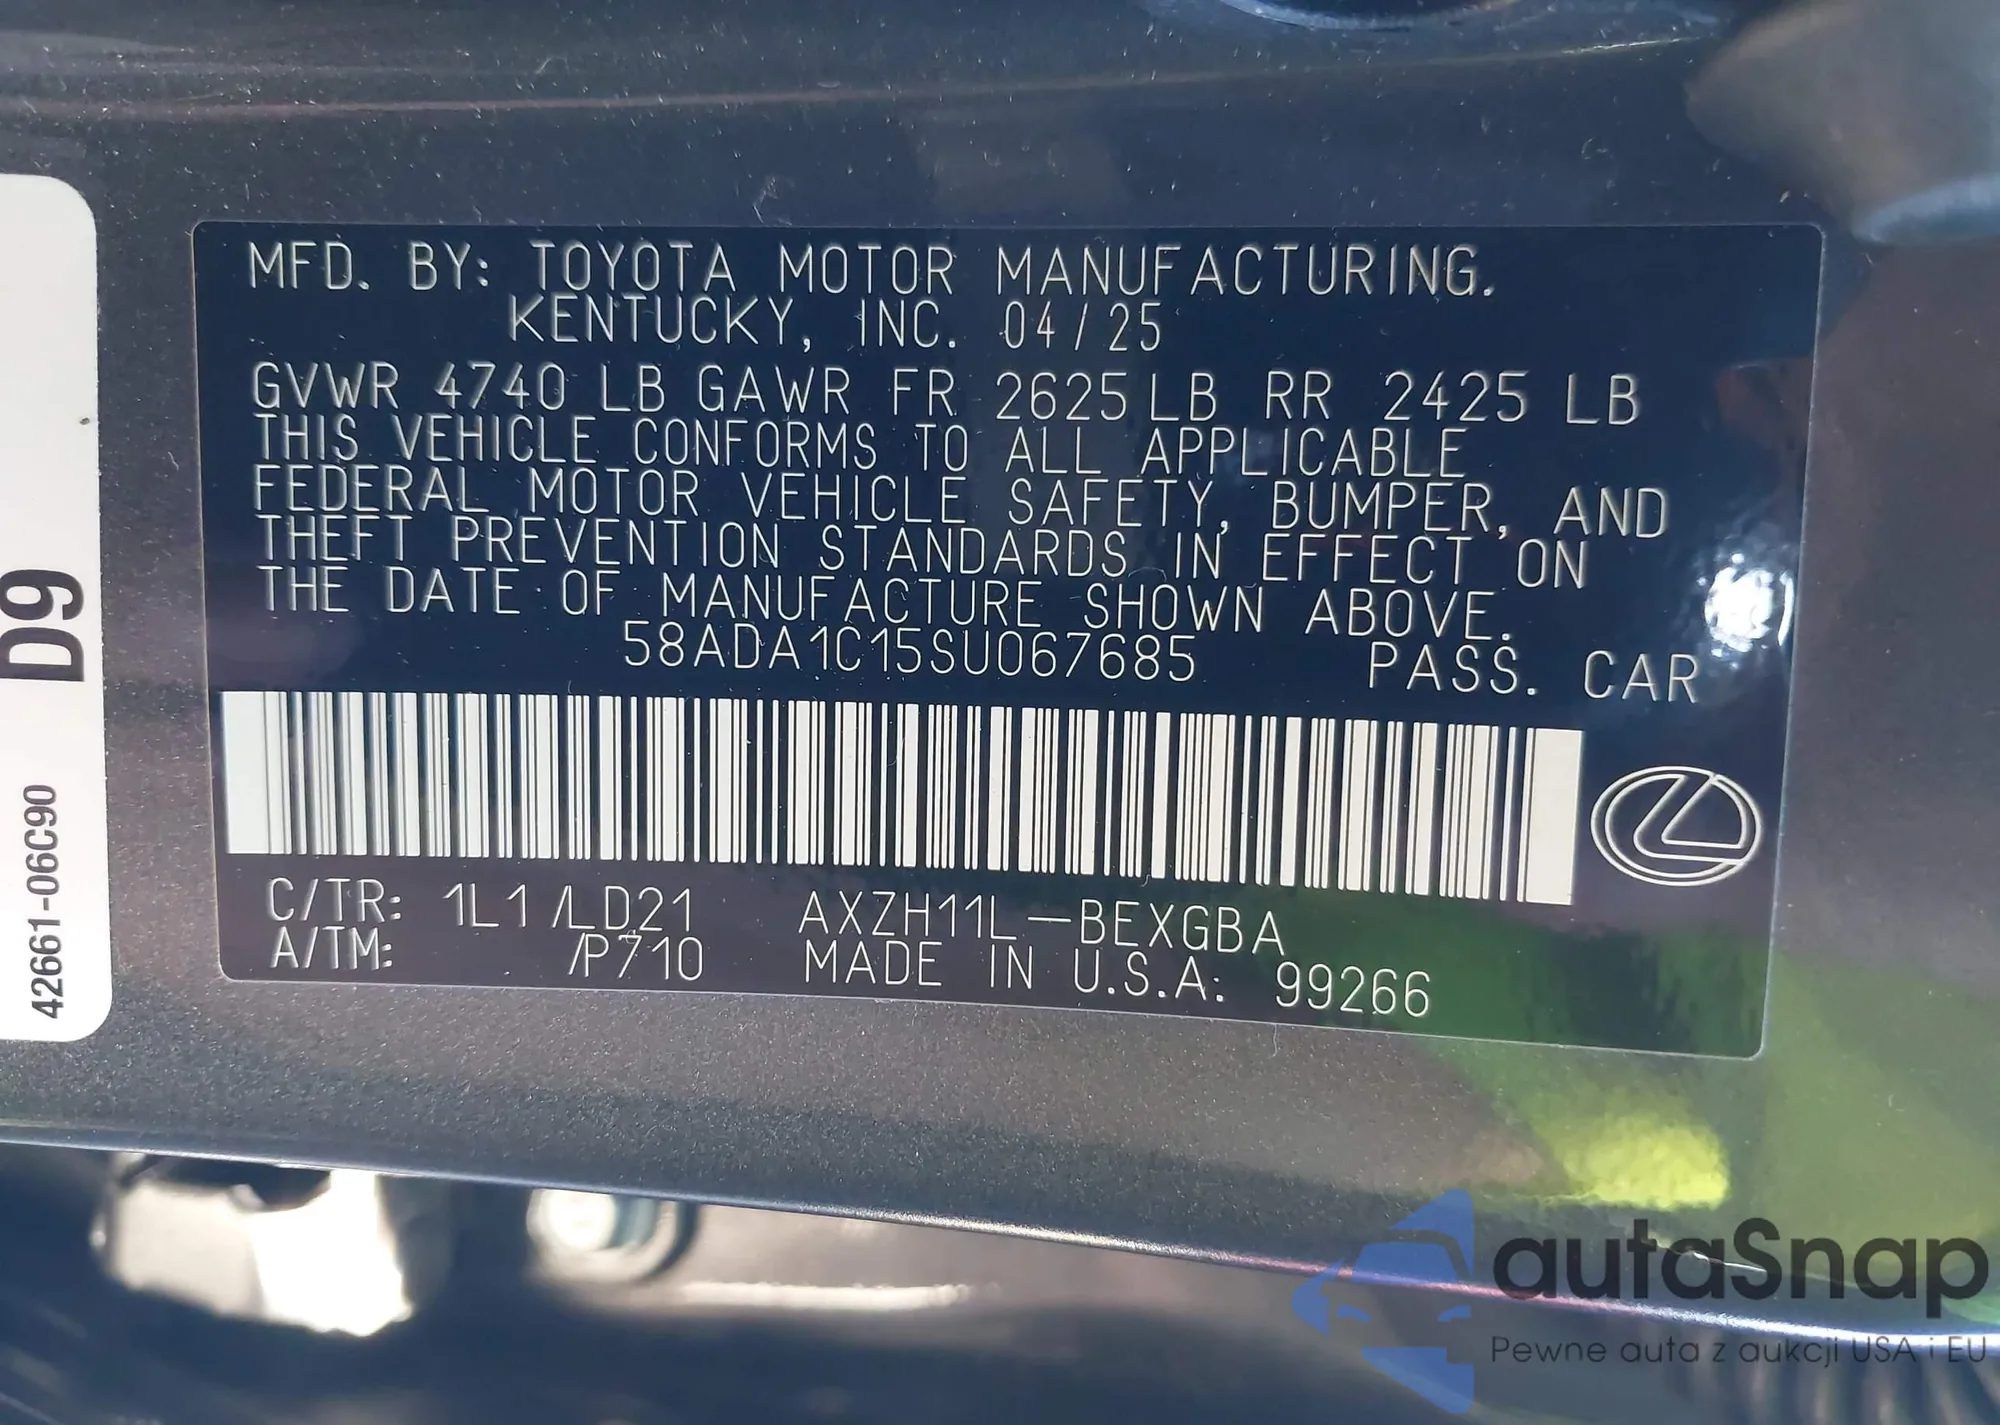 MFD. BY: TOYOTA MOTOR MANUFACTURING.
KENTUCKY, INC. 04/25
GVWR 4740 LB GAWR FR 2625 LB RR 2425 LB
THIS VEHICLE CONFORMS TO ALL APPLICABLE
FEDERAL MOTOR VEHICLE SAFETY, BUMPER, AND
THEFT PREVENTION STANDARDS IN EFFECT ON
THE DATE OF MANUFACTURE SHOWN ABOVE.
58ADA1C15SU067685 PASS. CAR
C/TR: 1L1 /LD21 AXZH11L-BEXGBA
A/TM: /P710 MADE IN U.S.A. 99266
D9
42661-06C90
autaSnap
Pewne auta z aukcji USA i EU